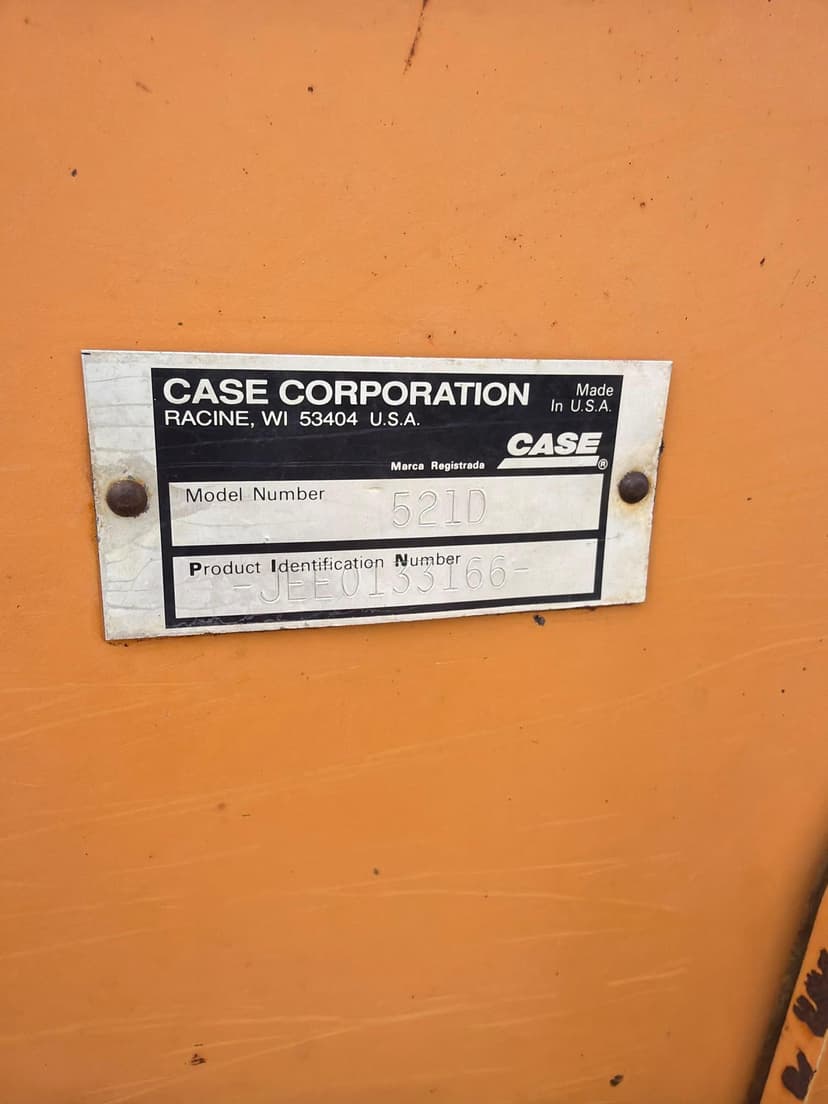 CASE CORPORATION
Made
In U.S.A.
RACINE, WI 53404 U.S.A.
Marca Registrada
CASE®
Model Number 521D
Product Identification Number
-JEE0133166-